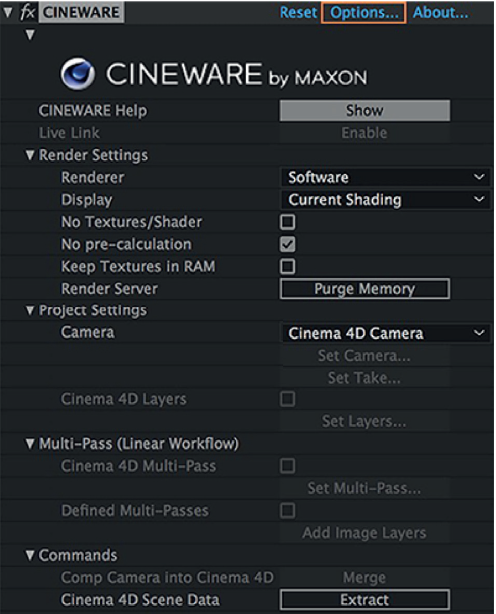 fx CINEWARE Reset Options... About...
CINEWARE by MAXON
CINEWARE Help Show
Live Link Enable
Render Settings
Renderer Software
Display Current Shading
No Textures/Shader
No pre-calculation
Keep Textures in RAM
Render Server Purge Memory
Project Settings
Camera Cinema 4D Camera
Set Camera...
Set Take...
Cinema 4D Layers
Set Layers...
Multi-Pass (Linear Workflow)
Cinema 4D Multi-Pass
Set Multi-Pass...
Defined Multi-Passes
Add Image Layers
Commands
Comp Camera into Cinema 4D Merge
Cinema 4D Scene Data Extract